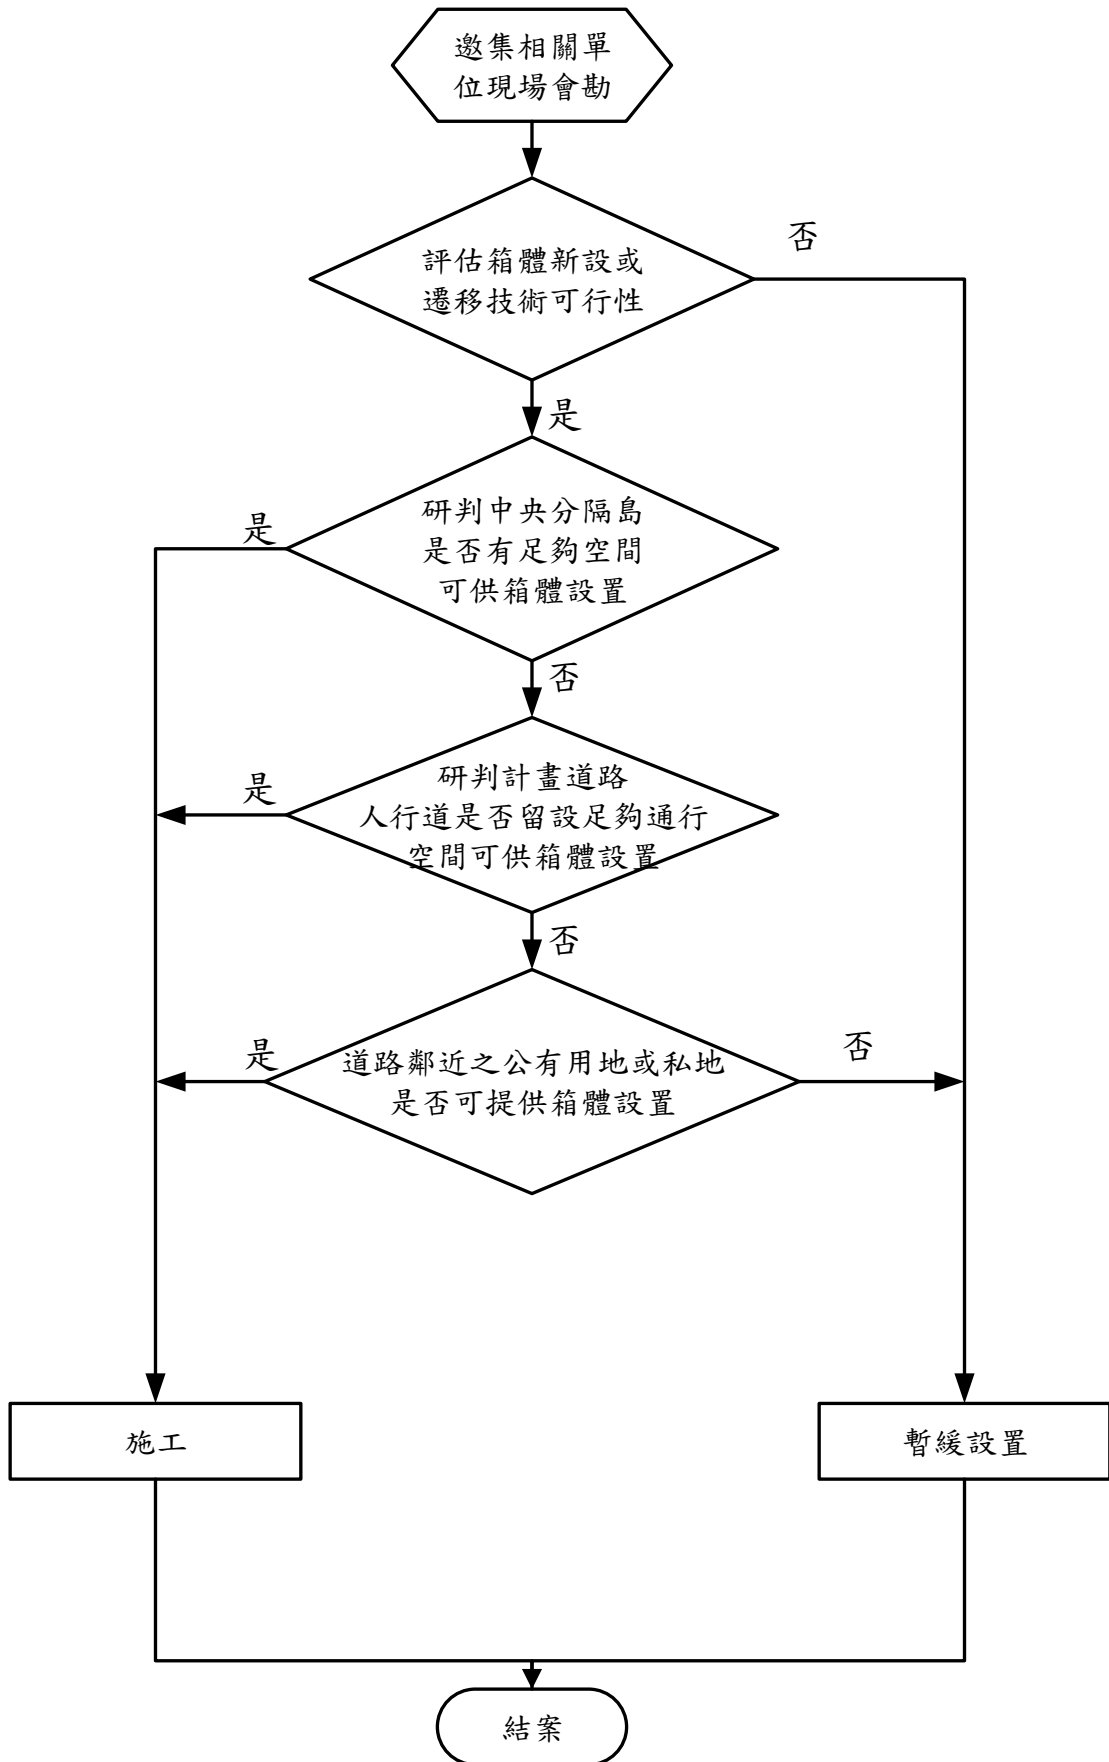 邀集相關單
位現場會勘
評估箱體新設或
遷移技術可行性
否
是
研判中央分隔島
是否有足夠空間
可供箱體設置
是
否
研判計畫道路
人行道是否留設足夠通行
空間可供箱體設置
是
否
道路鄰近之公有用地或私地
是否可提供箱體設置
是
否
施工
暫緩設置
結案